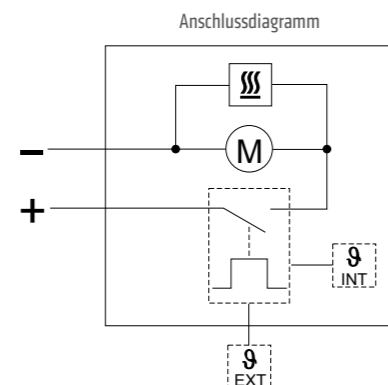 Anschlussdiagramm
−
M
+
ϑ
INT
ϑ
EXT